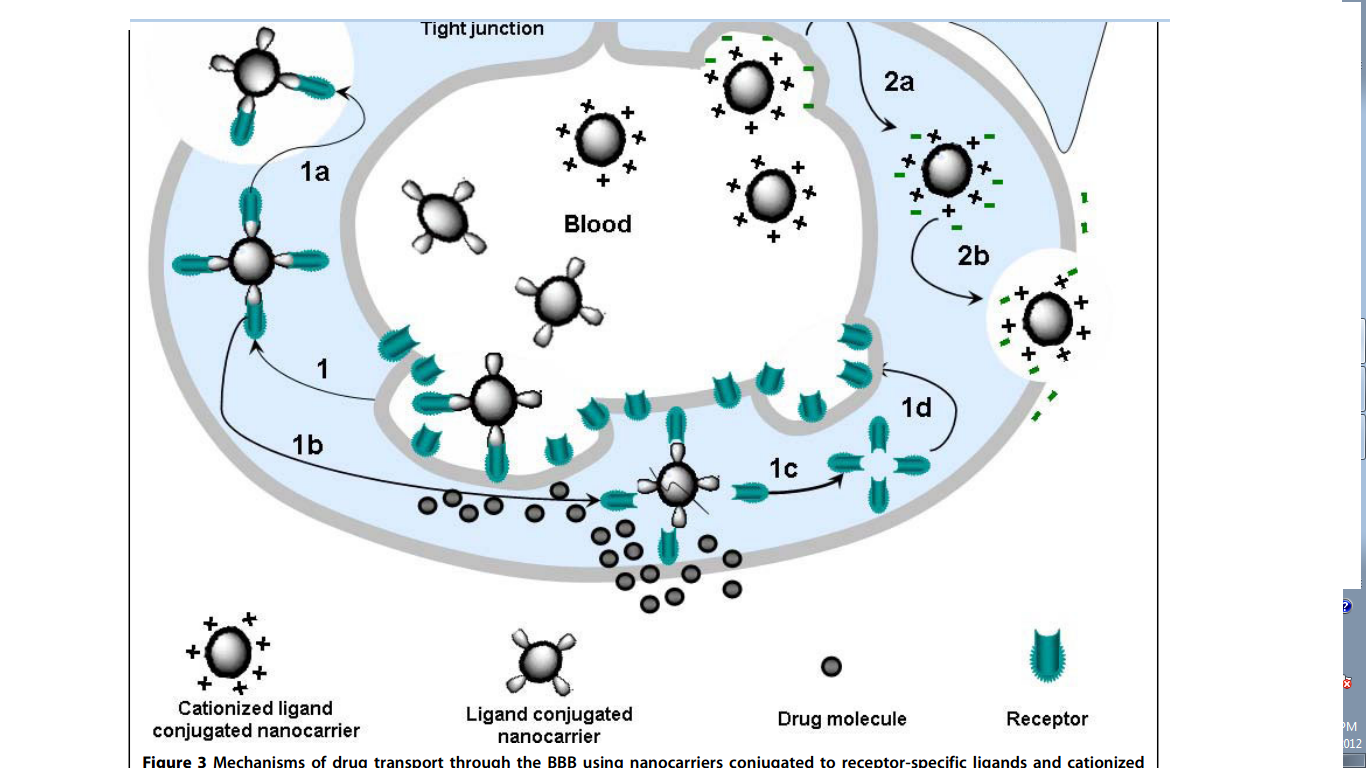 Tight junction
2a
1a
Blood
2b
1
1d
1b
1c
Cationized ligand
conjugated nanocarrier
Ligand conjugated
nanocarrier
Drug molecule
Receptor
PM
012
Figure 3 Mechanisms of drug transport through the BBB using nanocarriers conjugated to receptor-specific ligands and cationized